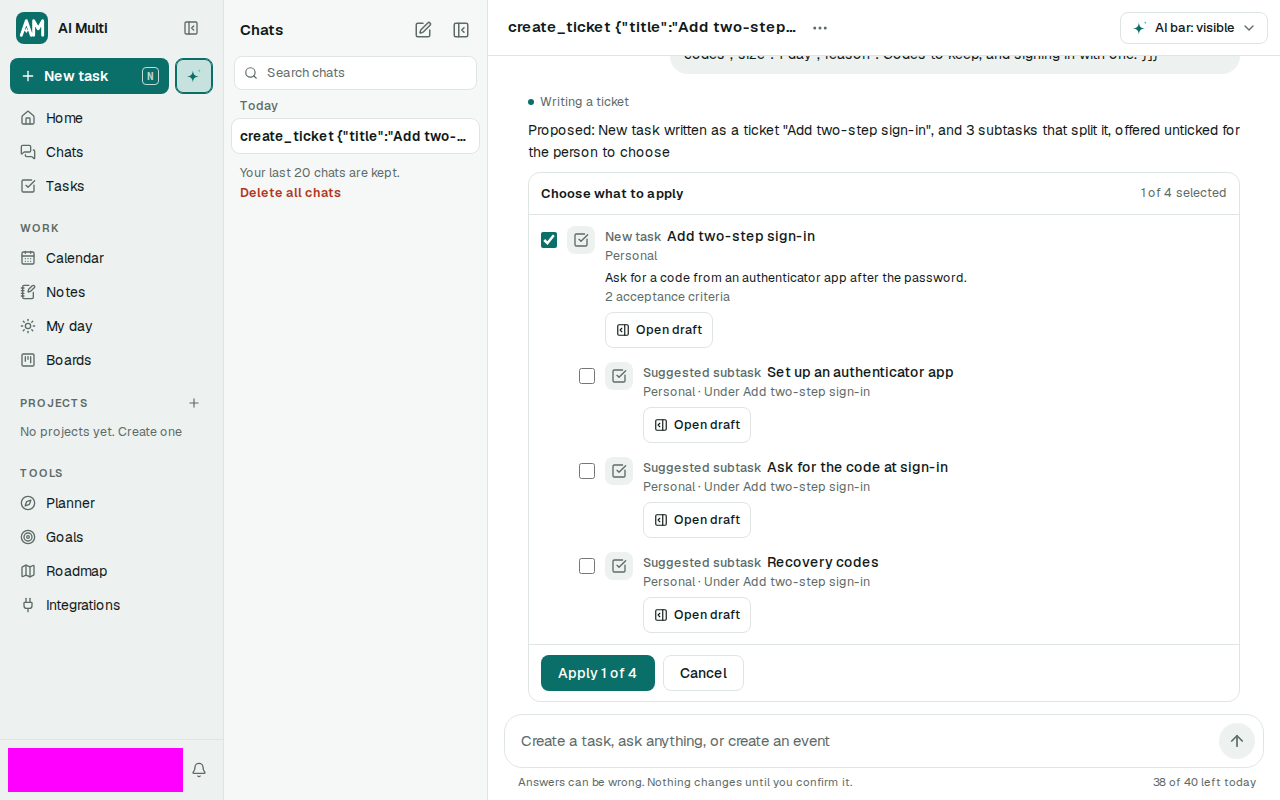 AI Multi
New task
N
Home
Chats
Tasks
WORK
Calendar
Notes
My day
Boards
PROJECTS
No projects yet. Create one
TOOLS
Planner
Goals
Roadmap
Integrations
Chats
Search chats
Today
create_ticket {"title":"Add two-...
Your last 20 chats are kept.
Delete all chats
create_ticket {"title":"Add two-step...
AI bar: visible
Writing a ticket
Proposed: New task written as a ticket "Add two-step sign-in", and 3 subtasks that split it, offered unticked for
the person to choose
Choose what to apply
1 of 4 selected
New task Add two-step sign-in
Personal
Ask for a code from an authenticator app after the password.
2 acceptance criteria
Open draft
Suggested subtask Set up an authenticator app
Personal · Under Add two-step sign-in
Open draft
Suggested subtask Ask for the code at sign-in
Personal · Under Add two-step sign-in
Open draft
Suggested subtask Recovery codes
Personal · Under Add two-step sign-in
Open draft
Apply 1 of 4
Cancel
Create a task, ask anything, or create an event
Answers can be wrong. Nothing changes until you confirm it.
38 of 40 left today